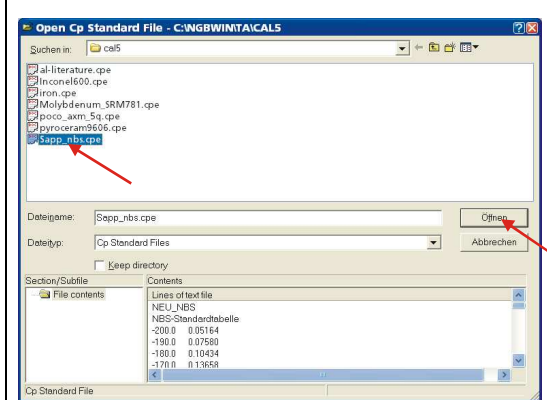 Open Cp Standard File - C:\NGBWIN\TA\CAL5
Suchen in: cal5
al-literature.cpe
Inconel600.cpe
iron.cpe
Molybdenum_SRM781.cpe
poco_axm_5q.cpe
pyroceram9606.cpe
Sapp_nbs.cpe
Dateiname: Sapp_nbs.cpe Öffnen
Dateityp: Cp Standard Files Abbrechen
Keep directory
Section/Subfile Contents
File contents Lines of text file
NEU_NBS
NBS-Standardtabelle
-200.0 0.05164
-190.0 0.07580
-180.0 0.10434
-170.0 0.13658
Cp Standard File